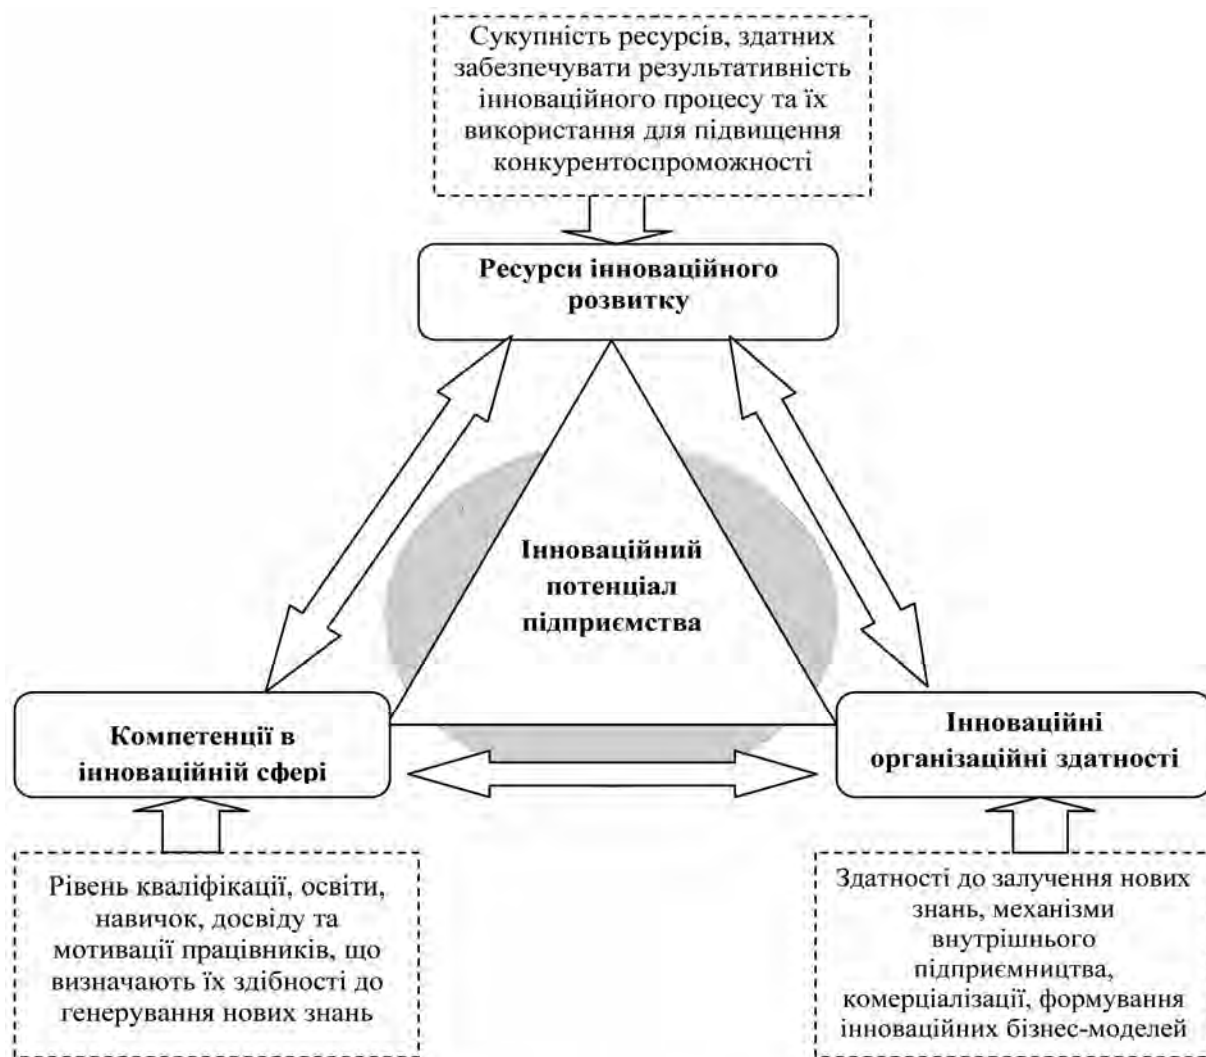 Сукупність ресурсів, здатних
забезпечувати результативність
інноваційного процесу та їх
використання для підвищення
конкурентоспроможності
Ресурси інноваційного
розвитку
Інноваційний
потенціал
підприємства
Компетенції в
інноваційній сфері
Інноваційні
організаційні здатності
Рівень кваліфікації, освіти,
навичок, досвіду та
мотивації працівників, що
визначають їх здібності до
генерування нових знань
Здатності до залучення нових
знань, механізми
внутрішнього
підприємництва,
комерціалізації, формування
інноваційних бізнес-моделей